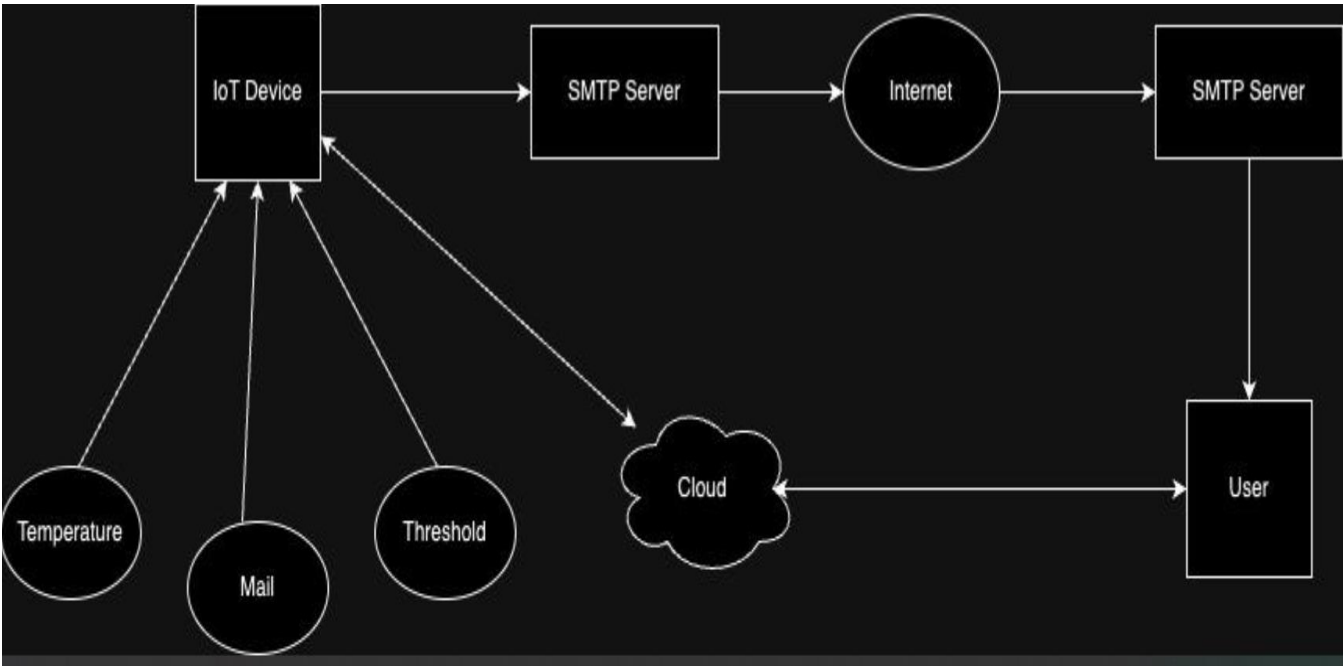 IoT Device
SMTP Server
Internet
SMTP Server
Temperature
Mail
Threshold
Cloud
User